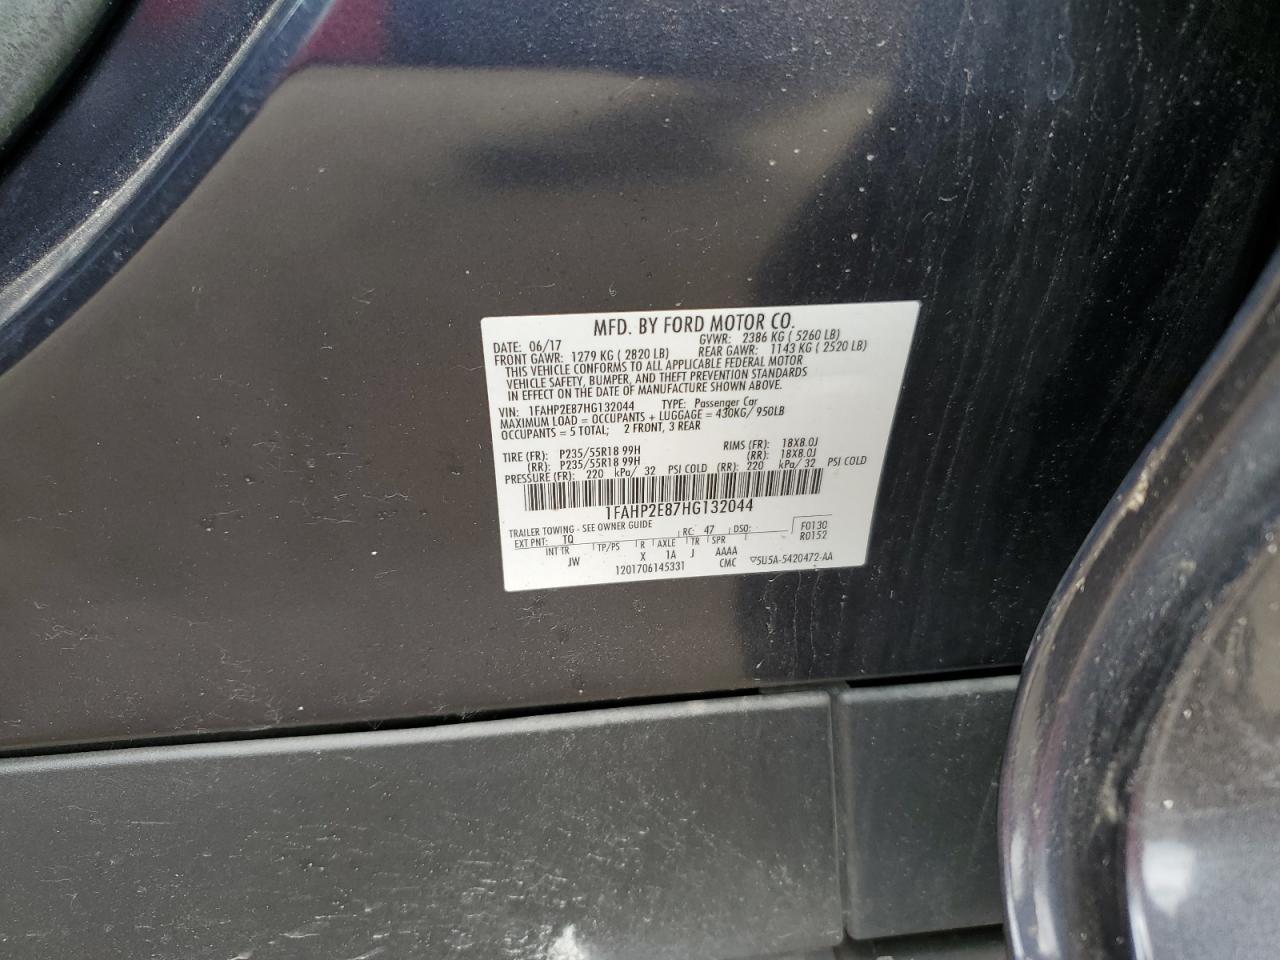 MFD. BY FORD MOTOR CO.
DATE: 06/17 GVWR: 2386 KG ( 5260 LB)
FRONT GAWR: 1279 KG ( 2820 LB) REAR GAWR: 1143 KG ( 2520 LB)
THIS VEHICLE CONFORMS TO ALL APPLICABLE FEDERAL MOTOR
VEHICLE SAFETY, BUMPER, AND THEFT PREVENTION STANDARDS
IN EFFECT ON THE DATE OF MANUFACTURE SHOWN ABOVE.
VIN: 1FAHP2E87HG132044 TYPE: Passenger Car
MAXIMUM LOAD = OCCUPANTS + LUGGAGE = 430KG/ 950LB
OCCUPANTS = 5 TOTAL; 2 FRONT, 3 REAR
TIRE (FR): P235/55R18 99H RIMS (FR): 18X8.0J
(RR): P235/55R18 99H (RR): 18X8.0J
PRESSURE (FR): 220 kPa/ 32 PSI COLD (RR): 220 kPa/ 32 PSI COLD
1FAHP2E87HG132044
TRAILER TOWING - SEE OWNER GUIDE
EXT PNT: TQ RC: 47 DSO: F0130
R0152
INT TR TP/PS R AXLE TR SPR
JW X 1A J AAAA
1201706145331 CMC ▽5U5A-5420472-AA